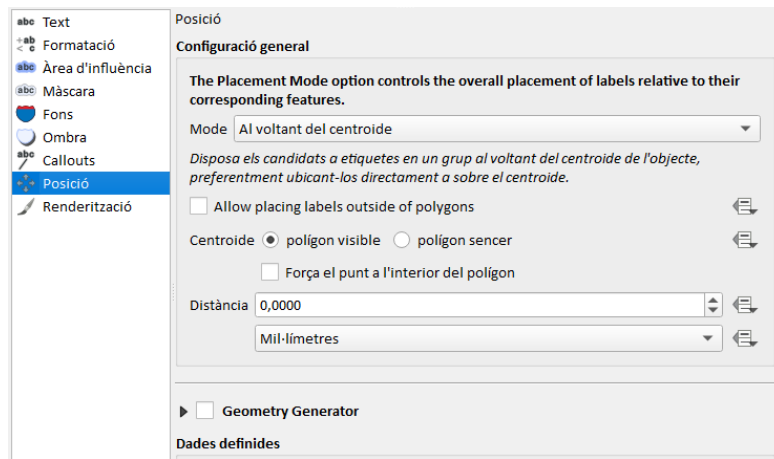 Text
Formatació
Àrea d'influència
Màscara
Fons
Ombra
Callouts
Posició
Renderització
Posició
Configuració general
The Placement Mode option controls the overall placement of labels relative to their
corresponding features.
Mode Al voltant del centroide
Disposa els candidats a etiquetes en un grup al voltant del centroide de l'objecte,
preferentment ubicant-los directament a sobre el centroide.
Allow placing labels outside of polygons
Centroide polígon visible polígon sencer
Força el punt a l'interior del polígon
Distància 0,0000
Mil·límetres
Geometry Generator
Dades definides